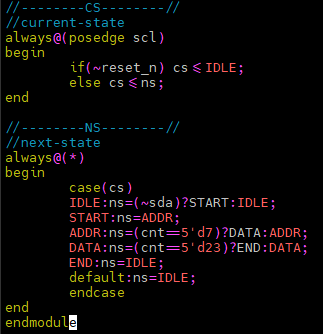 //--------CS--------//
//current-state
always@(posedge scl)
begin
        if(~reset_n) cs<=IDLE;
        else cs<=ns;
end

//--------NS--------//
//next-state
always@(*)
begin
        case(cs)
        IDLE:ns=(~sda)?START:IDLE;
        START:ns=ADDR;
        ADDR:ns=(cnt==5'd7)?DATA:ADDR;
        DATA:ns=(cnt==5'd23)?END:DATA;
        END:ns=IDLE;
        default:ns=IDLE;
        endcase
end
endmodule